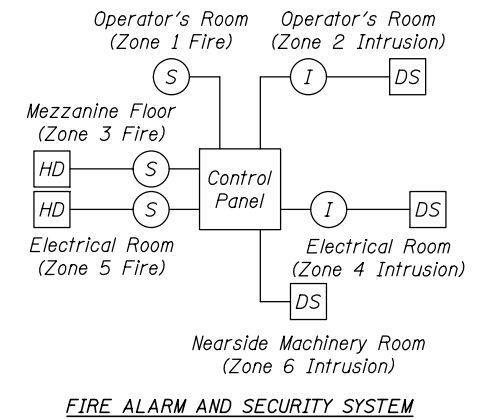 Operator's Room
(Zone 1 Fire)
Operator's Room
(Zone 2 Intrusion)
S
I
DS
Mezzanine Floor
(Zone 3 Fire)
HD
S
Control
Panel
HD
S
I
DS
Electrical Room
(Zone 5 Fire)
Electrical Room
(Zone 4 Intrusion)
DS
Nearside Machinery Room
(Zone 6 Intrusion)
FIRE ALARM AND SECURITY SYSTEM